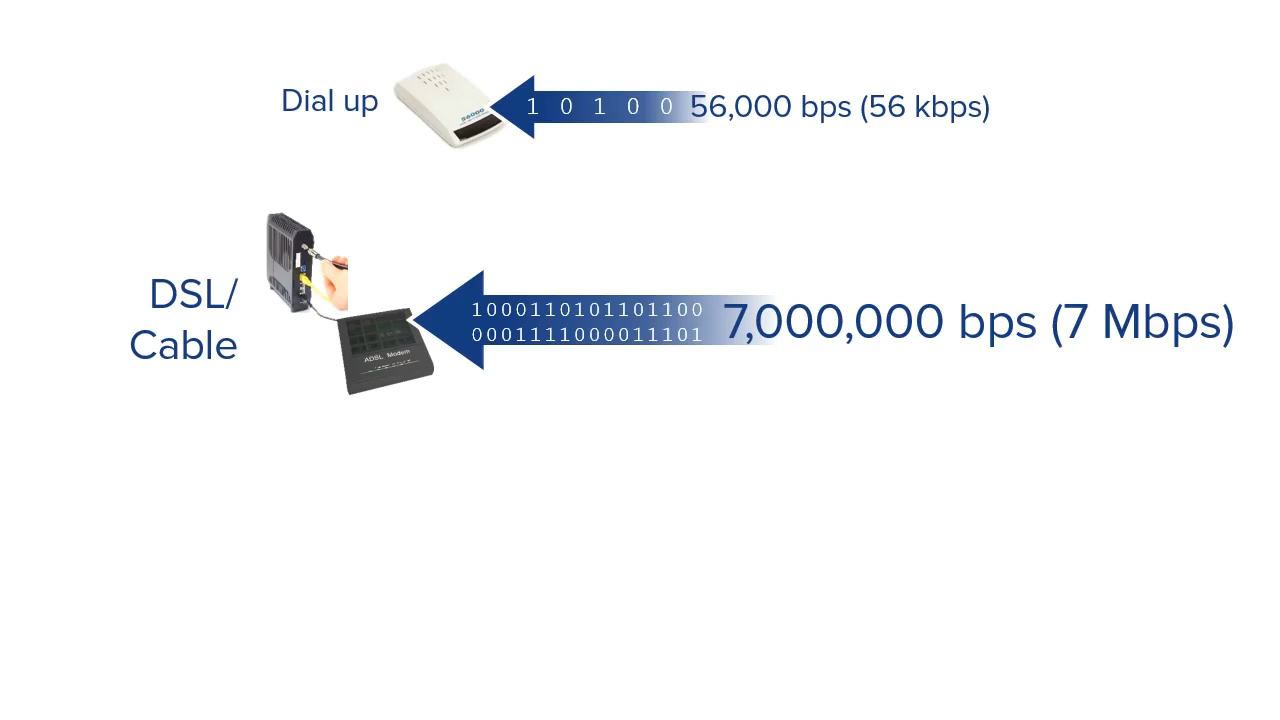 Dial up
56000
1 0 1 0 0
56,000 bps (56 kbps)
DSL/
Cable
ADSL Modem
1000110101101100
0001111000011101
7,000,000 bps (7 Mbps)